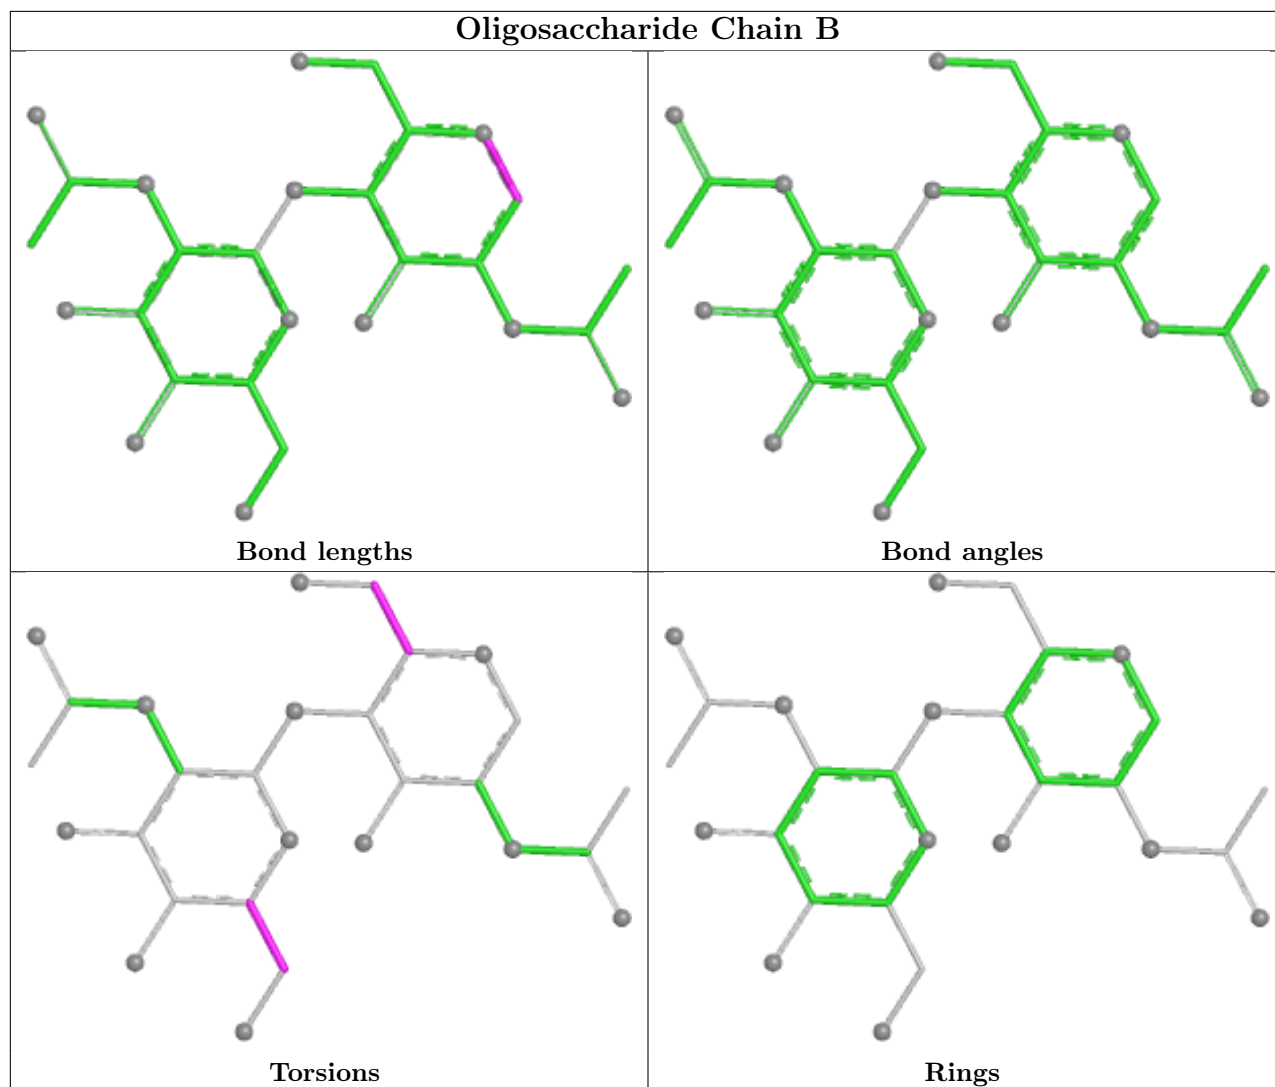 Oligosaccharide Chain B
Bond lengths
Bond angles
Torsions
Rings